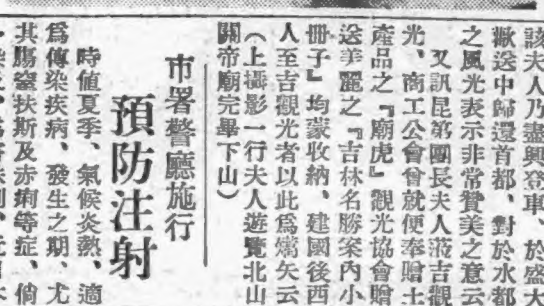 該夫人乃盡興登車、於盛大
歡送中歸還首都、對於水都
之風光表示非常贊美之意云
又訊昆第團長夫人蒞吉觀
光、商工公會曾就便奉贈土
產品之『廟虎』觀光協會贈
送美麗之『吉林名勝案內小
冊子』均蒙收納、建國後西
人至吉觀光者以此爲嚆矢云
(上攝影一行夫人遊覽北山
關帝廟完畢下山)
市署警廳施行
預防注射
時値夏季、氣候炎熱、適
爲傳染疾病、發生之期、尤
其膓窒扶斯及赤痢等症、倘